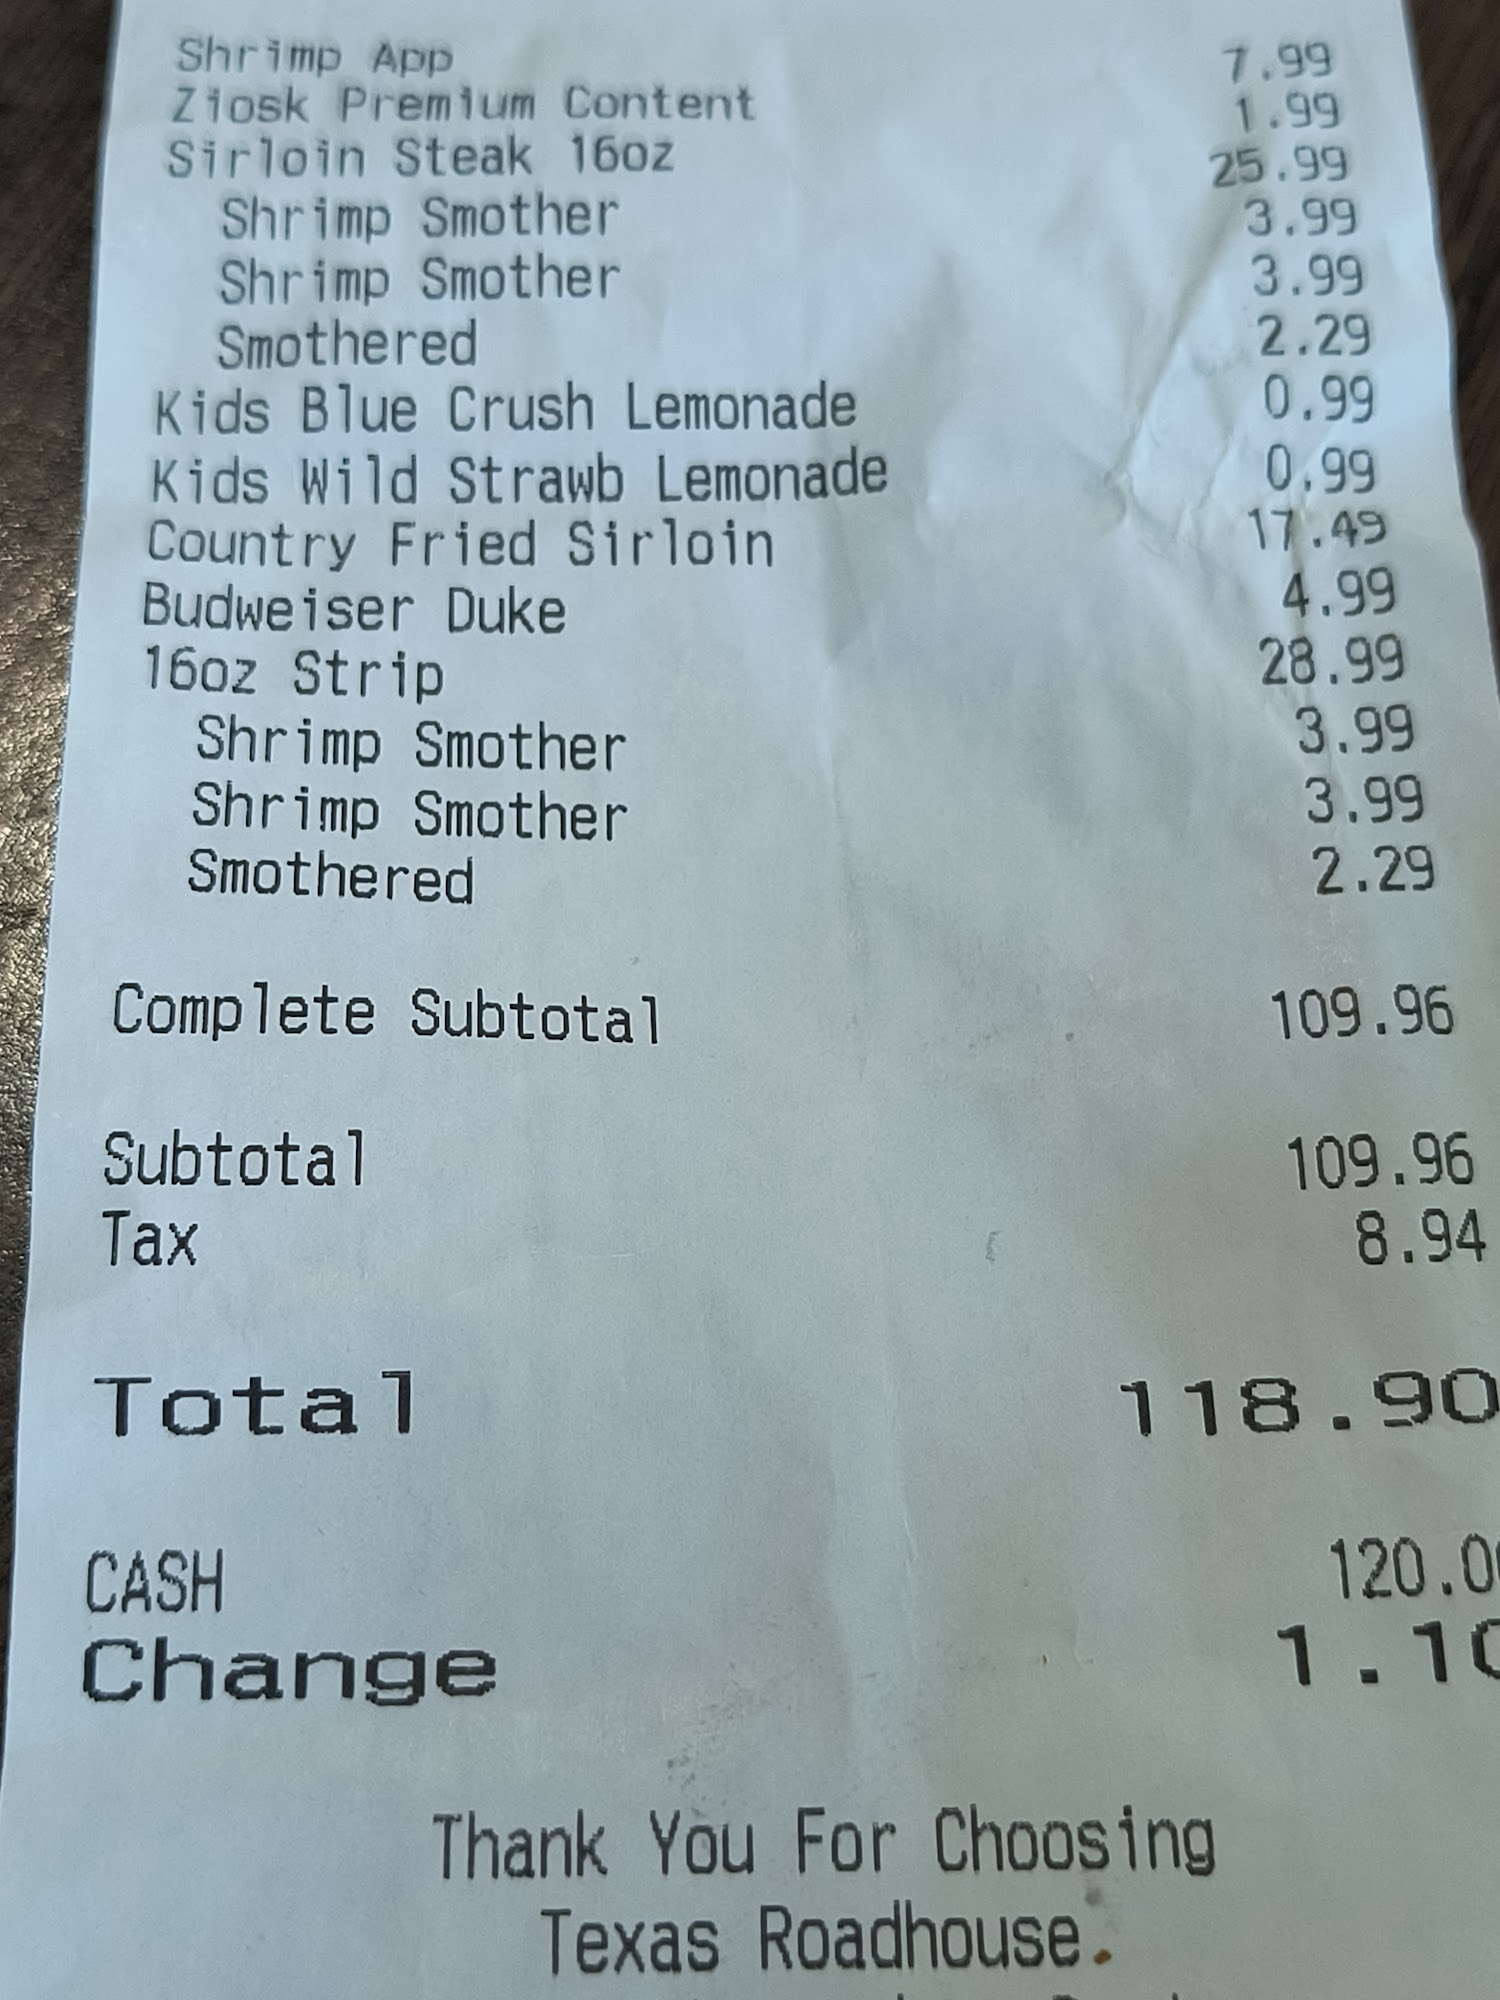 Shrimp App 7.99
Ziosk Premium Content 1.99
Sirloin Steak 16oz 25.99
Shrimp Smother 3.99
Shrimp Smother 3.99
Smothered 2.29
Kids Blue Crush Lemonade 0.99
Kids Wild Strawb Lemonade 0.99
Country Fried Sirloin 17.49
Budweiser Duke 4.99
16oz Strip 28.99
Shrimp Smother 3.99
Shrimp Smother 3.99
Smothered 2.29
Complete Subtotal 109.96
Subtotal 109.96
Tax 8.94
Total 118.90
CASH 120.00
Change 1.10
Thank You For Choosing
Texas Roadhouse.